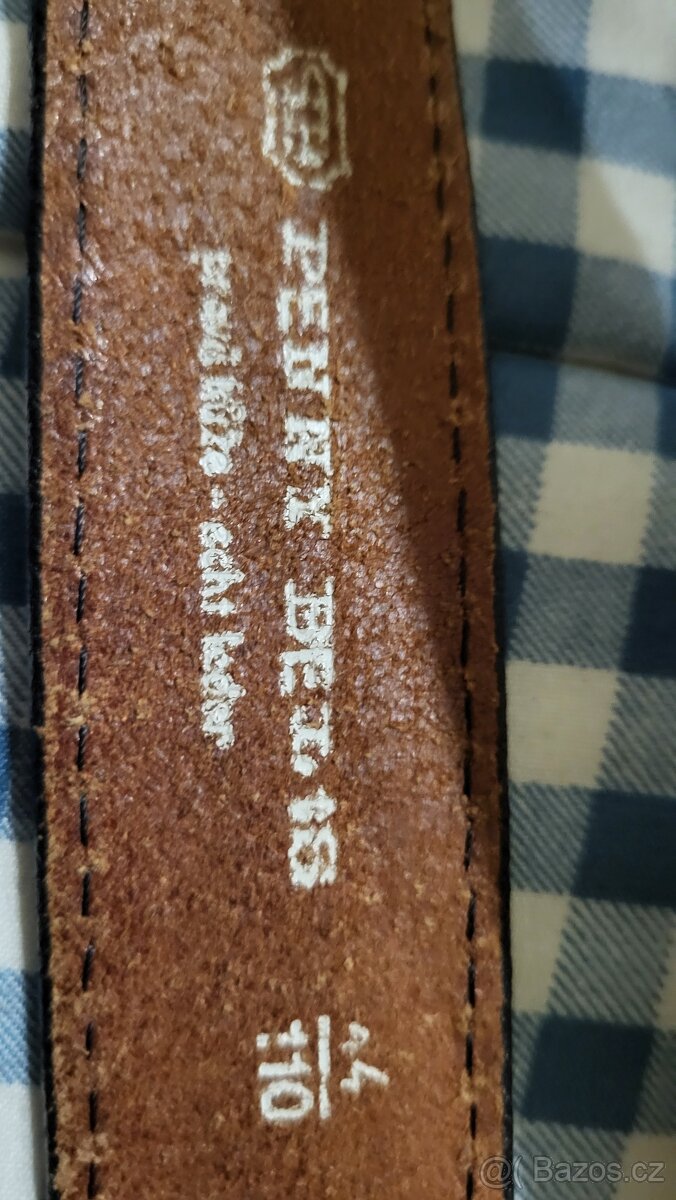 PENNY BELTS
pravá kůže - echt leder
44
110
Bazos.cz